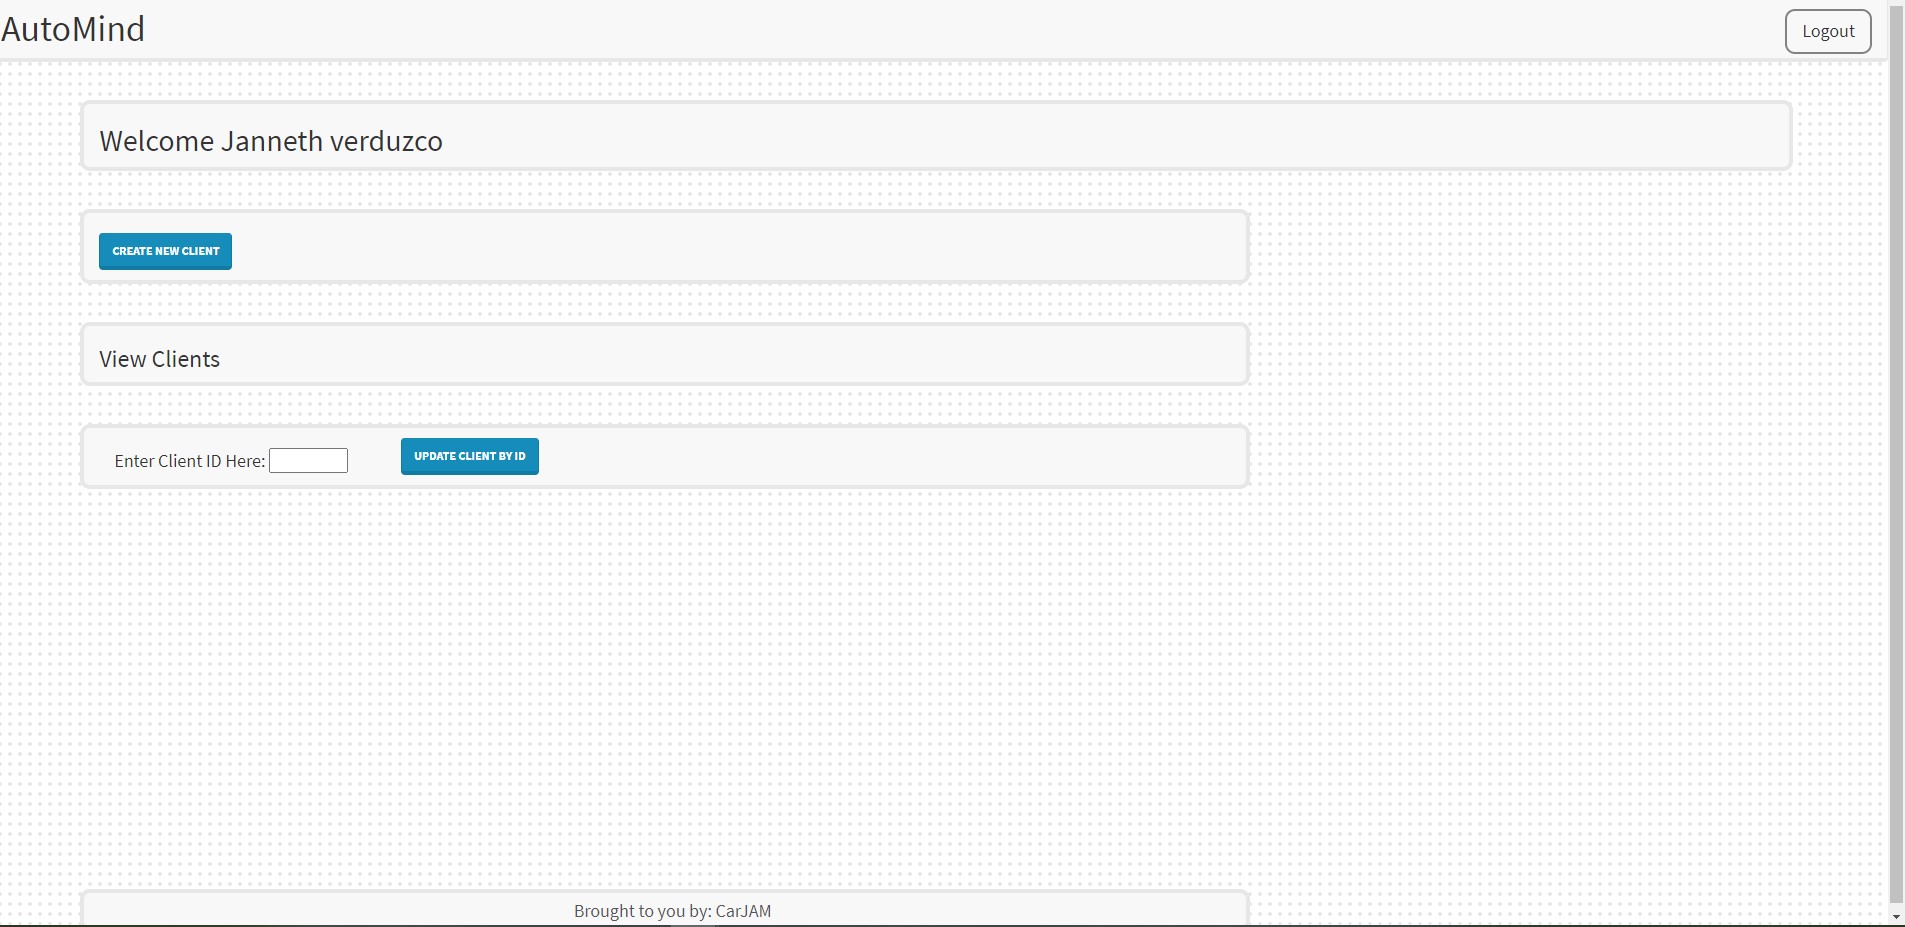 AutoMind
Logout
Welcome Janneth verduzco
CREATE NEW CLIENT
View Clients
Enter Client ID Here:
UPDATE CLIENT BY ID
Brought to you by: CarJAM